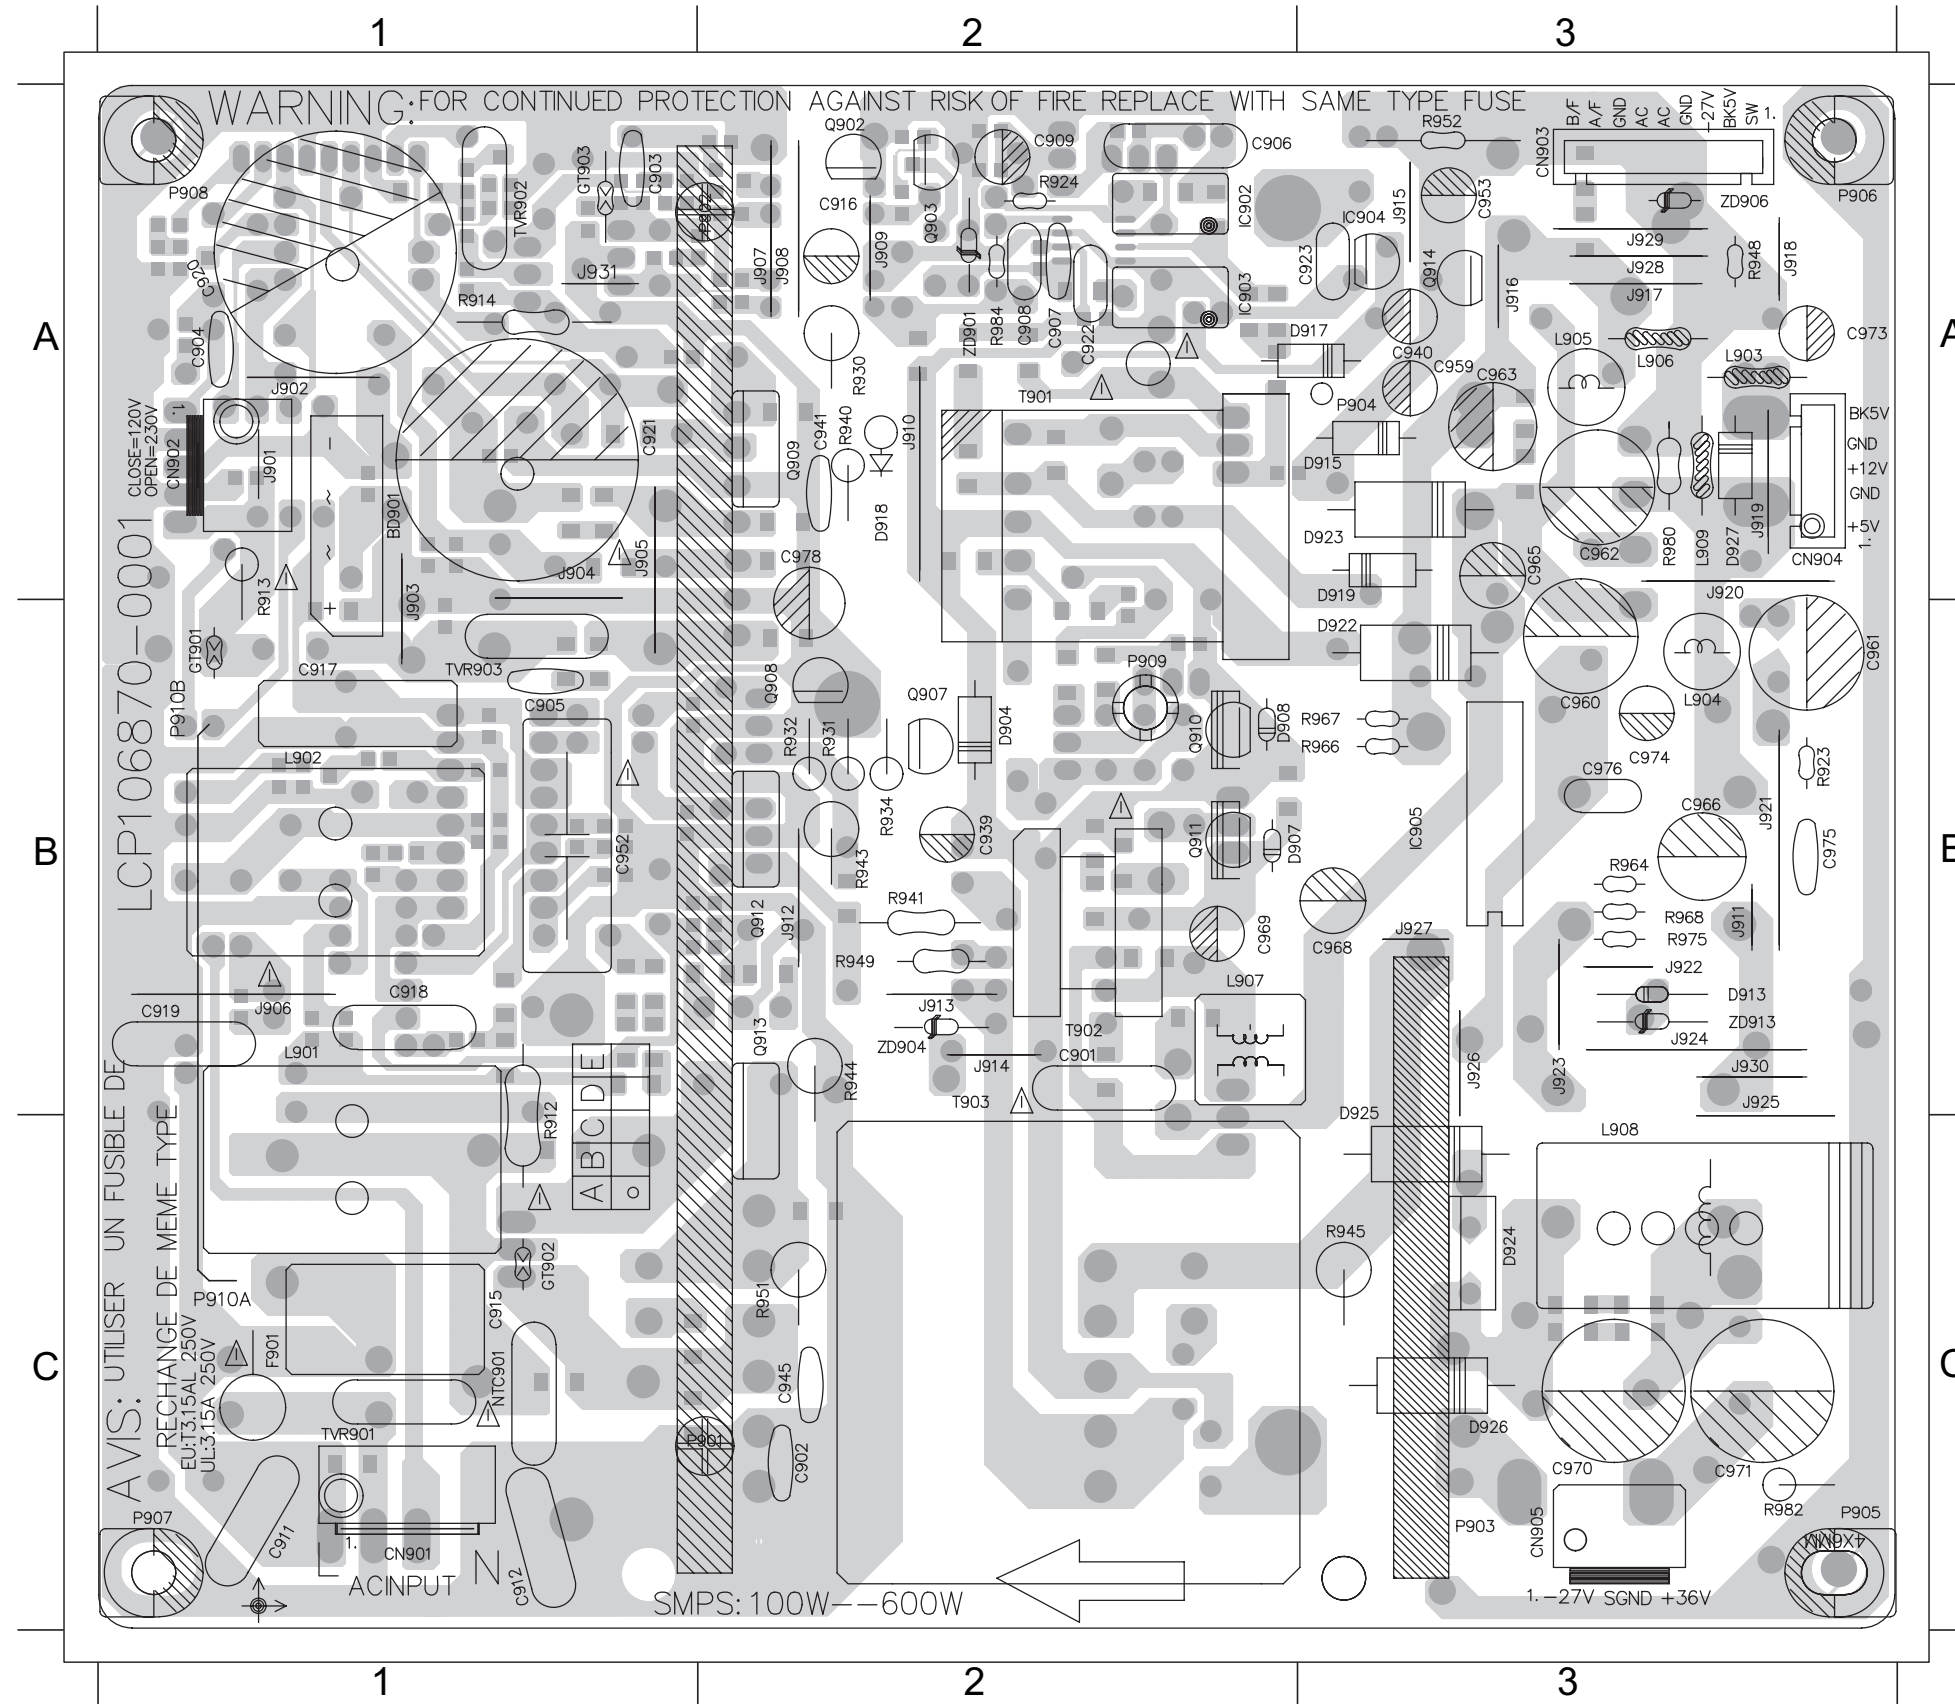 1 2 3
WARNING: FOR CONTINUED PROTECTION AGAINST RISK OF FIRE REPLACE WITH SAME TYPE FUSE
Q902
C909
C906
R952
CN903
B/F
A/F
GND
AC
AC
GND
-27V
BK5V
SW
1.
P908
TVR902
GT903
C903
P902
C916
Q903
R924
IC902
IC904
J915
C953
ZD906
P906
C920
J931
J907
J908
J909
C923
Q914
J929
J928
J917
R948
J918
J916
R914
A
C904
ZD901
R984
C908
C907
C922
IC903
D917
L905
L906
L903
C973
A
R930
C940
C959
C963
J902
T901
P904
CLOSE=120V
OPEN=230V
CN902
1.
J901
BD901
C921
Q909
C941
R940
J910
D918
D915
BK5V
GND
+12V
GND
+5V
1.
CN904
D923
C962
R980
L909
D927
J919
J905
J904
C978
C965
R913
J903
D919
J920
LCP106870-0001
GT901
C917
TVR903
D922
C961
P910B
C905
Q908
Q907
D904
P909
Q910
D908
R967
R966
C960
L904
C974
L902
R932
R931
C976
R923
R934
C966
J921
B
C952
R943
C939
Q911
D907
IC905
C975
B
R964
R941
R968
J911
R975
Q912
J912
C969
C968
J927
R949
L907
J922
C919
J906
C918
D913
J913
ZD913
Q913
ZD904
T902
J924
L901
C901
J914
J926
J923
J930
R944
T903
J925
R912
A B C D E
D925
L908
R945
D924
GT902
P910A
C915
R951
C
F901
NTC901
C945
C
AVIS: UTILISER UN FUSIBLE DE
RECHANGE DE MEME TYPE
EU:T3.15AL 250V
UL:3.15A 250V
TVR901
P901
C902
D926
C970
C971
P907
C911
CN901
1.
ACINPUT
N
C912
P903
CN905
R982
P905
4X6MM
SMPS: 100W--600W
1. -27V SGND +36V
1 2 3